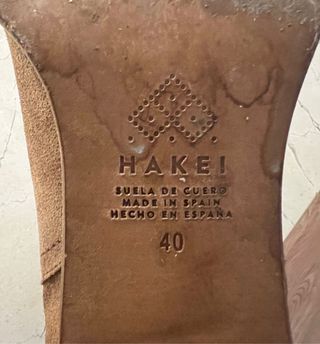 HAKEI
SUELA DE CUERO
MADE IN SPAIN
HECHO EN ESPAÑA
40